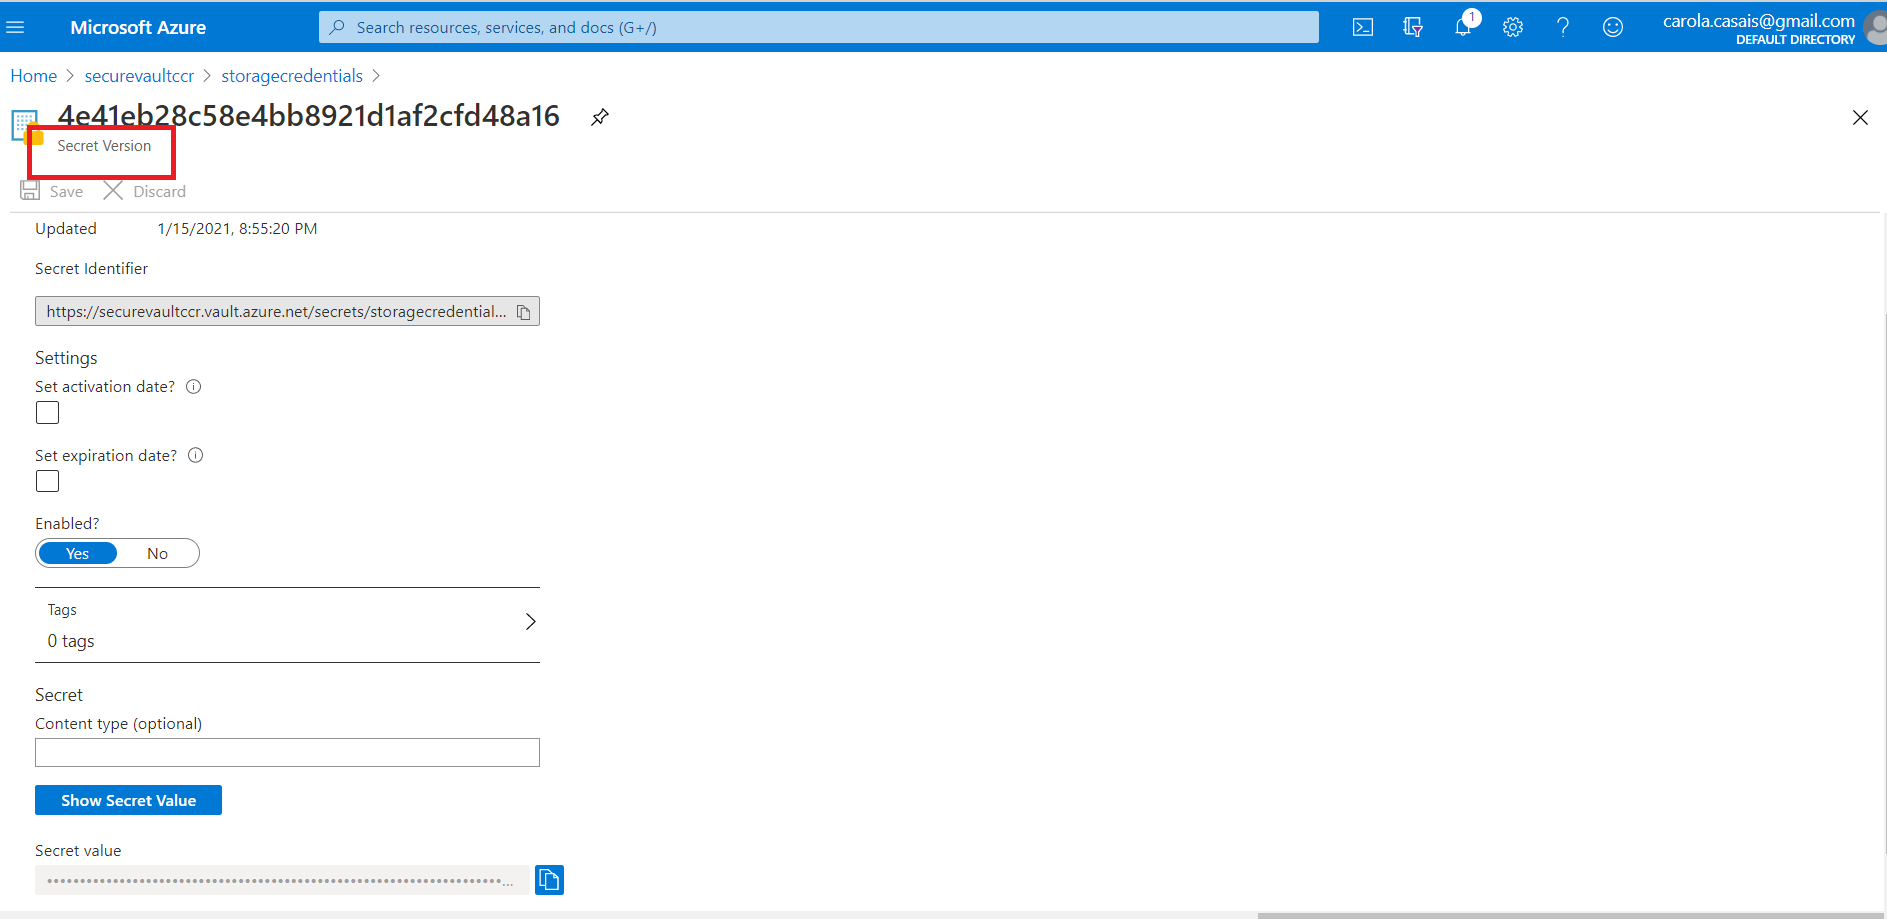 Microsoft Azure
Search resources, services, and docs (G+/)
1
carola.casais@gmail.com
DEFAULT DIRECTORY
Home > securevaultccr > storagecredentials >
4e41eb28c58e4bb8921d1af2cfd48a16
Secret Version
Save Discard
Updated 1/15/2021, 8:55:20 PM
Secret Identifier
https://securevaultccr.vault.azure.net/secrets/storagecredential...
Settings
Set activation date?
Set expiration date?
Enabled?
Yes No
Tags
0 tags
Secret
Content type (optional)
Show Secret Value
Secret value